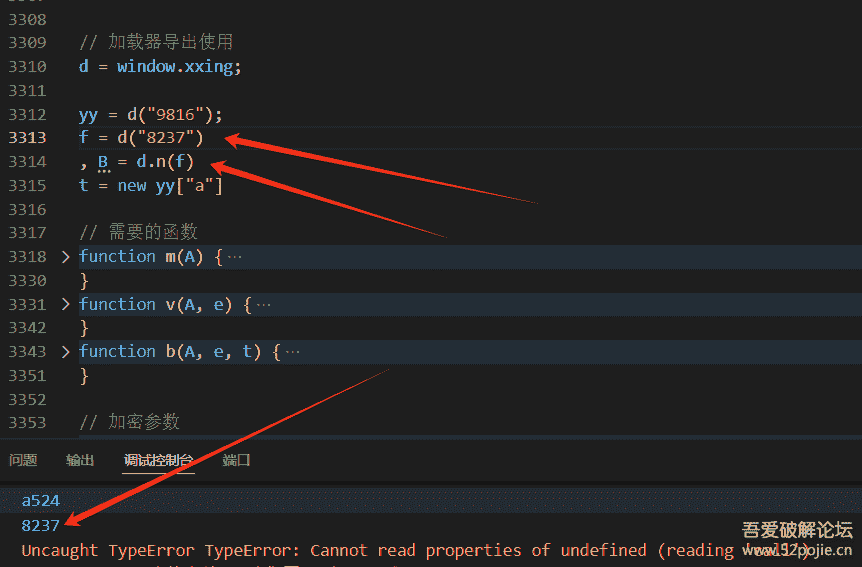 3308
3309 // 加载器导出使用
3310 d = window.xxing;
3311
3312 yy = d("9816");
3313 f = d("8237")
3314 , B = d.n(f)
3315 t = new yy["a"]
3316
3317 // 需要的函数
3318 function m(A) { ···
3330 }
3331 function v(A, e) { ···
3342 }
3343 function b(A, e, t) { ···
3351 }
3352
3353 // 加密参数
问题 输出 调试控制台 端口
a524
8237
Uncaught TypeError TypeError: Cannot read properties of undefined (reading
吾爱破解论坛
www.52pojie.cn